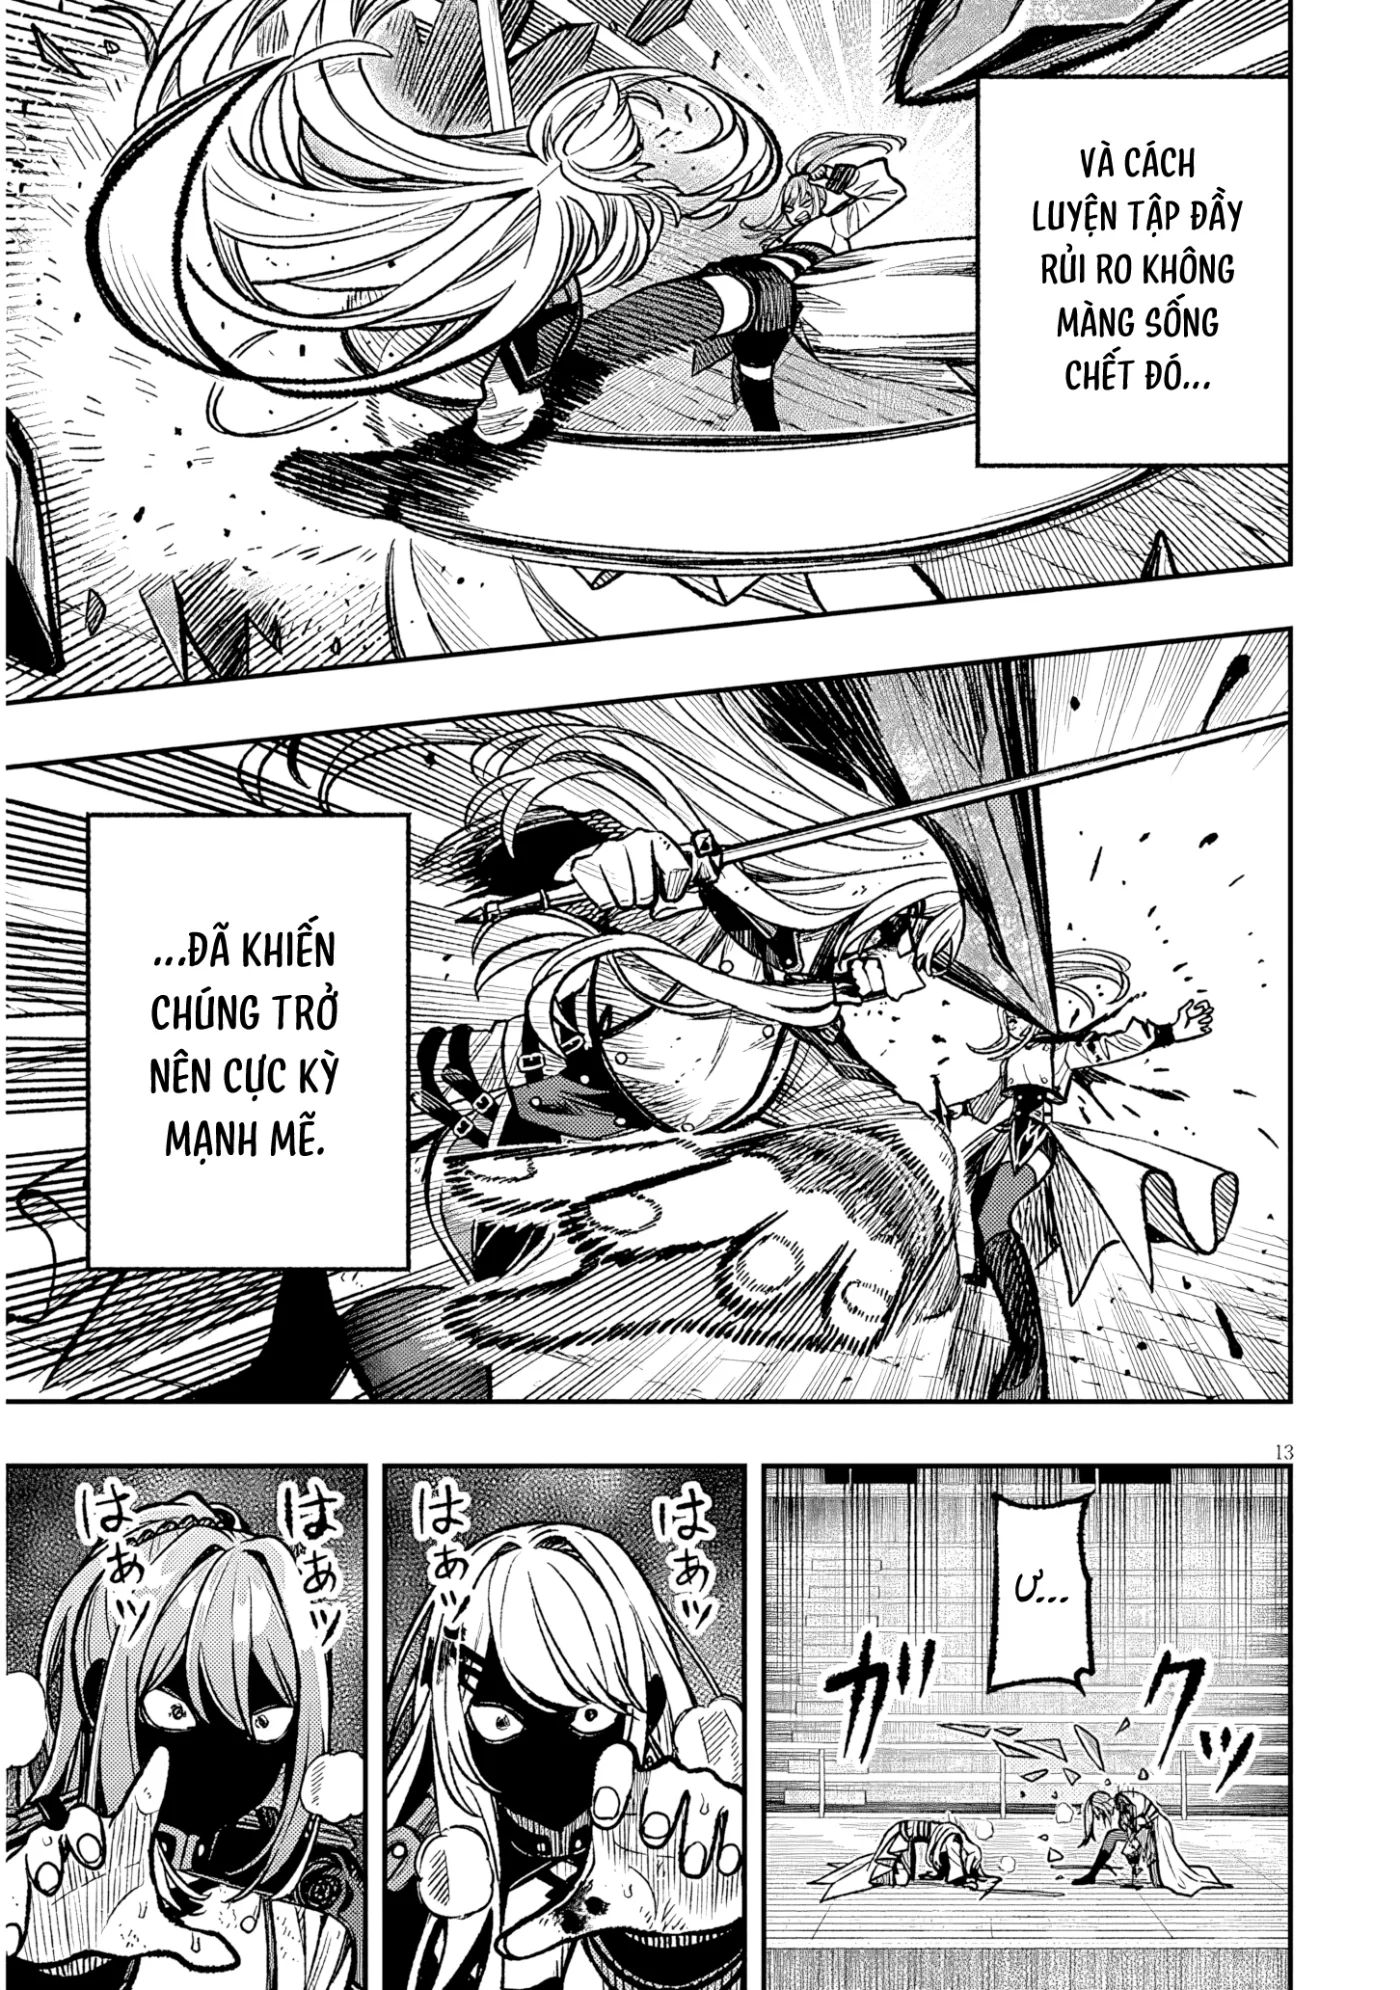 VÀ CÁCH
LUYỆN TẬP ĐẦY
RỦI RO KHÔNG
MÀNG SỐNG
CHẾT ĐÓ...
...ĐÃ KHIẾN
CHÚNG TRỞ
NÊN CỰC KỲ
MẠNH MẼ.
13
Ư...
ガクッ
はぁッ
はぁッ
はぁッ
はぁッ